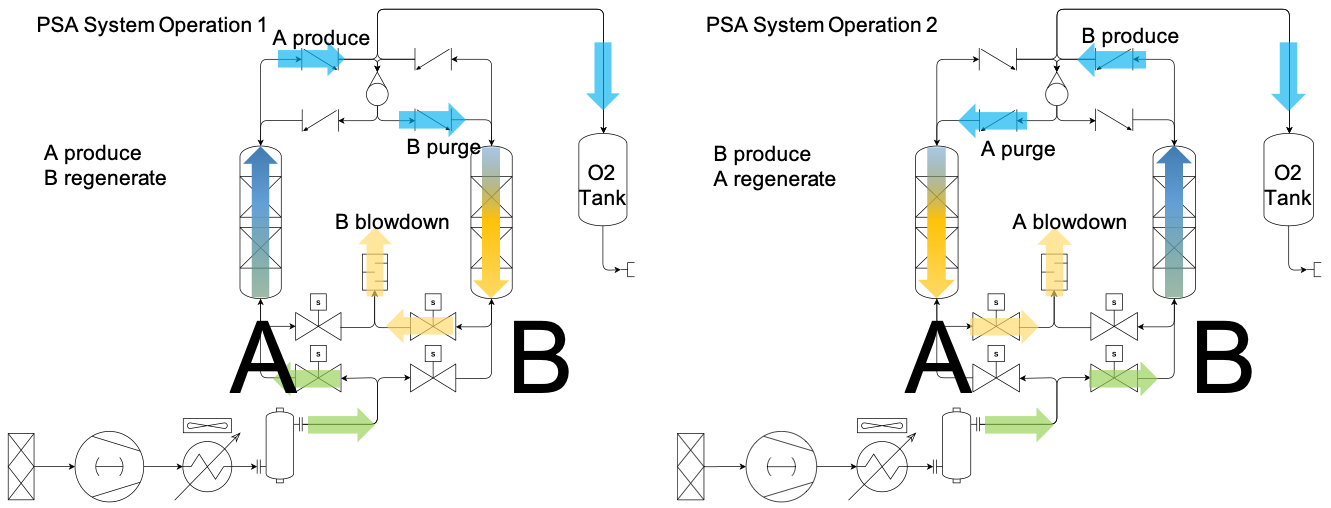 PSA System Operation 1
A produce
A produce
B regenerate
B purge
O2
Tank
B blowdown
s
s
A
B
s
s
PSA System Operation 2
B produce
B produce
A regenerate
A purge
O2
Tank
A blowdown
s
s
A
B
s
s